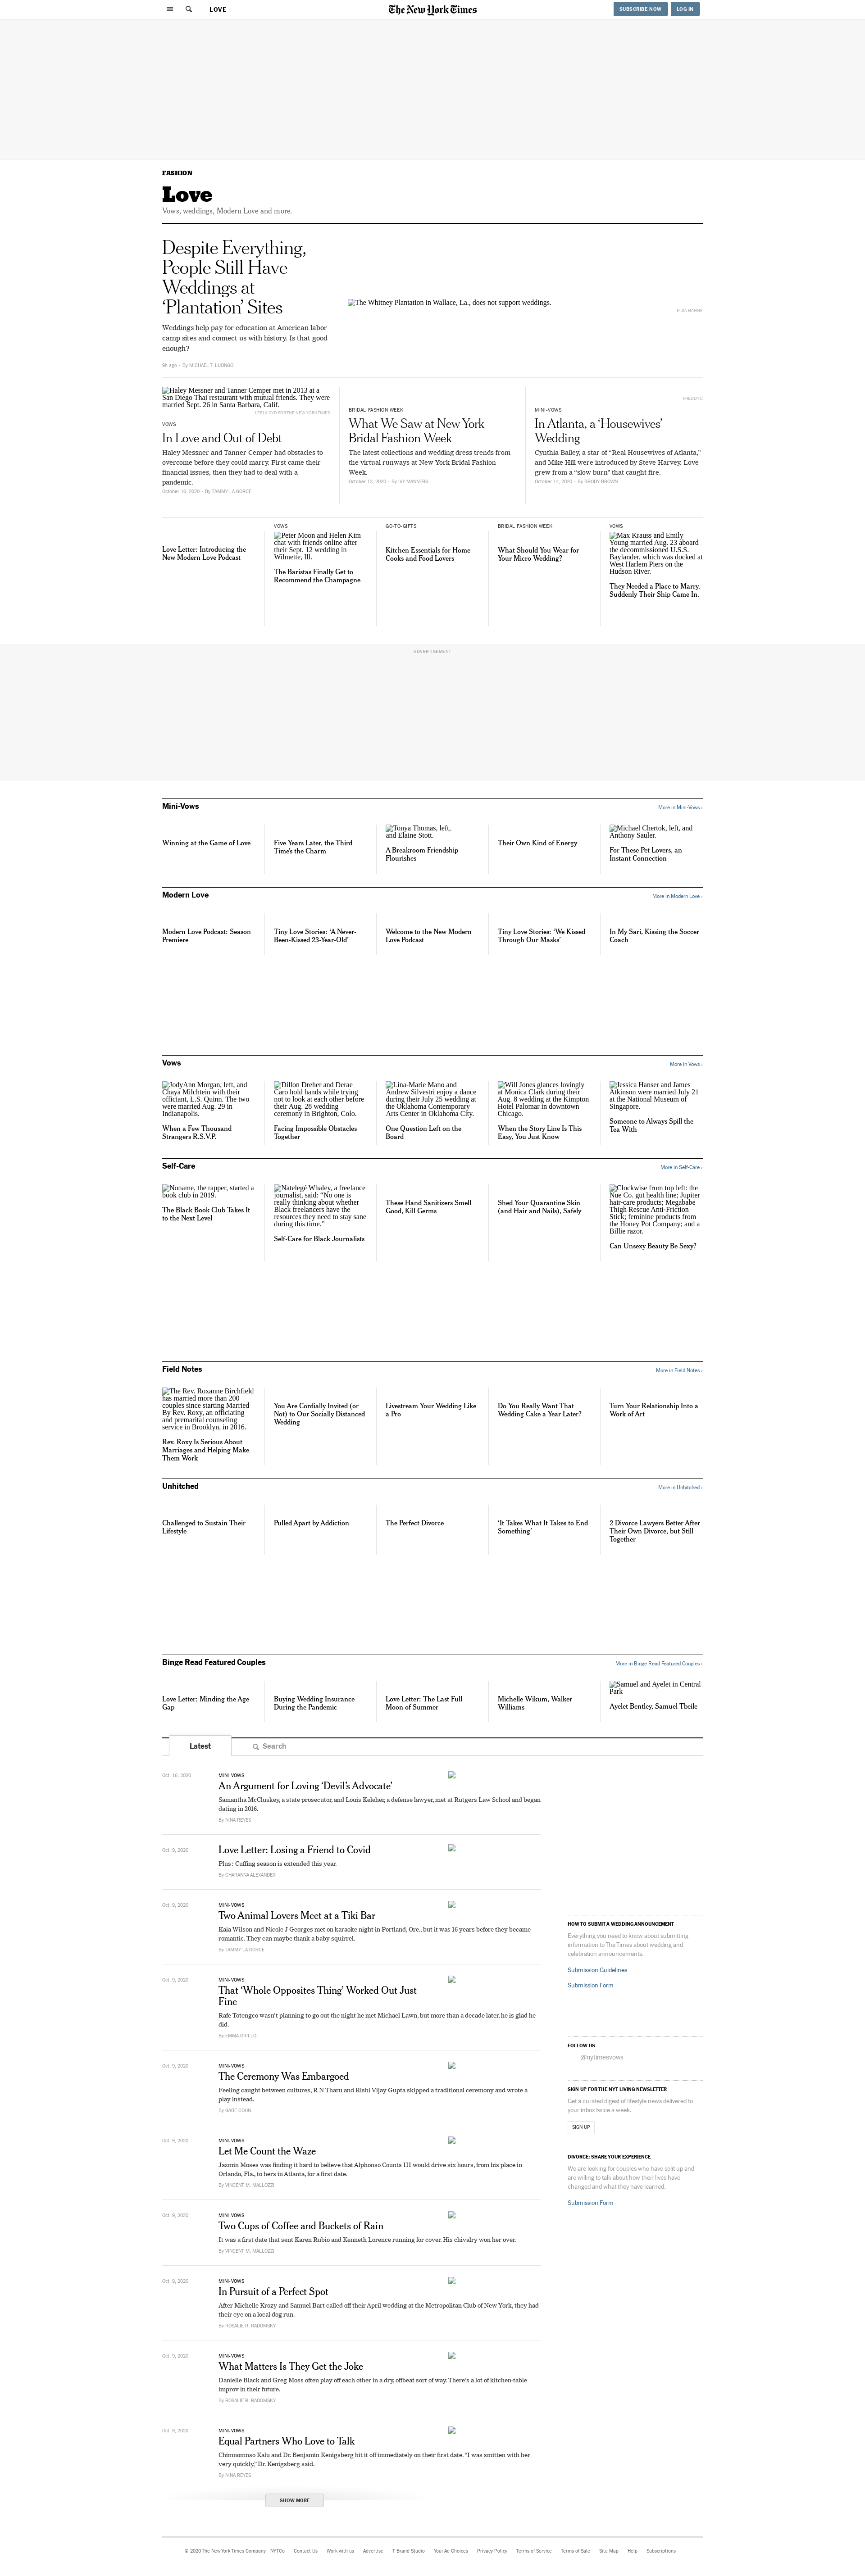 LOVE
The New York Times
SUBSCRIBE NOW
LOG IN
FASHION
Love
Vows, weddings, Modern Love and more.
Despite Everything,
People Still Have
Weddings at
‘Plantation’ Sites
Weddings help pay for education at American labor
camp sites and connect us with history. Is that good
enough?
9h ago – By MICHAEL T. LUONGO
The Whitney Plantation in Wallace, La., does not support weddings.
Haley Messner and Tanner Cemper met in 2013 at a
San Diego Thai restaurant with mutual friends. They were
married Sept. 26 in Santa Barbara, Calif.
VOWS
In Love and Out of Debt
Haley Messner and Tanner Cemper had obstacles to
overcome before they could marry. First came their
financial issues, then they had to deal with a
pandemic.
October 16, 2020 – By TAMMY LA GORCE
BRIDAL FASHION WEEK
What We Saw at New York
Bridal Fashion Week
The latest collections and wedding dress trends from
the virtual runways at New York Bridal Fashion
Week.
October 13, 2020 – By IVY MANNERS
MINI-VOWS
In Atlanta, a ‘Housewives’
Wedding
Cynthia Bailey, a star of “Real Housewives of Atlanta,”
and Mike Hill were introduced by Steve Harvey. Love
grew from a “slow burn” that caught fire.
October 14, 2020 – By BRODY BROWN
Love Letter: Introducing the
New Modern Love Podcast
VOWS
Peter Moon and Helen Kim
chat with friends online after
their Sept. 12 wedding in
Wilmette, Ill.
The Baristas Finally Get to
Recommend the Champagne
GO-TO-GIFTS
Kitchen Essentials for Home
Cooks and Food Lovers
BRIDAL FASHION WEEK
What Should You Wear for
Your Micro Wedding?
VOWS
Max Krauss and Emily
Young married Aug. 23 aboard
the decommissioned U.S.S.
Baylander, which was docked at
West Harlem Piers on the
Hudson River.
They Needed a Place to Marry.
Suddenly Their Ship Came In.
ADVERTISEMENT
Mini-Vows
More in Mini-Vows ›
Winning at the Game of Love
Five Years Later, the Third
Time’s the Charm
Tonya Thomas, left,
and Elaine Stott.
A Breakroom Friendship
Flourishes
Their Own Kind of Energy
Michael Chertok, left, and
Anthony Sauler.
For These Pet Lovers, an
Instant Connection
Modern Love
More in Modern Love ›
Modern Love Podcast: Season
Premiere
Tiny Love Stories: ‘A Never-
Been-Kissed 23-Year-Old’
Welcome to the New Modern
Love Podcast
Tiny Love Stories: ‘We Kissed
Through Our Masks’
In My Sari, Kissing the Soccer
Coach
Vows
More in Vows ›
JodyAnn Morgan, left, and
Chaya Milchtein with their
officiant, L.S. Quinn. The two
were married Aug. 29 in
Indianapolis.
When a Few Thousand
Strangers R.S.V.P.
Dillon Dreher and Derae
Caro hold hands while trying
not to look at each other before
their Aug. 28 wedding
ceremony in Brighton, Colo.
Facing Impossible Obstacles
Together
Lina-Marie Mano and
Andrew Silvestri enjoy a dance
during their July 25 wedding at
the Oklahoma Contemporary
Arts Center in Oklahoma City.
One Question Left on the
Board
Will Jones glances lovingly
at Monica Clark during their
Aug. 8 wedding at the Kimpton
Hotel Palomar in downtown
Chicago.
When the Story Line Is This
Easy, You Just Know
Jessica Hanser and James
Atkinson were married July 21
at the National Museum of
Singapore.
Someone to Always Spill the
Tea With
Self-Care
More in Self-Care ›
Noname, the rapper, started a
book club in 2019.
The Black Book Club Takes It
to the Next Level
Natelegé Whaley, a freelance
journalist, said: “No one is
really thinking about whether
Black freelancers have the
resources they need to stay sane
during this time.”
Self-Care for Black Journalists
These Hand Sanitizers Smell
Good, Kill Germs
Shed Your Quarantine Skin
(and Hair and Nails), Safely
Clockwise from top left: the
Nue Co. gut health line; Jupiter
hair-care products; Megababe
Thigh Rescue Anti-Friction
Stick; feminine products from
the Honey Pot Company; and a
Billie razor.
Can Unsexy Beauty Be Sexy?
Field Notes
More in Field Notes ›
The Rev. Roxanne Birchfield
has married more than 200
couples since starting Married
By Rev. Roxy, an officiating
and premarital counseling
service in Brooklyn, in 2016.
Rev. Roxy Is Serious About
Marriages and Helping Make
Them Work
You Are Cordially Invited (or
Not) to Our Socially Distanced
Wedding
Livestream Your Wedding Like
a Pro
Do You Really Want That
Wedding Cake a Year Later?
Turn Your Relationship Into a
Work of Art
Unhitched
More in Unhitched ›
Challenged to Sustain Their
Lifestyle
Pulled Apart by Addiction
The Perfect Divorce
‘It Takes What It Takes to End
Something’
2 Divorce Lawyers Better After
Their Own Divorce, but Still
Together
Binge Read Featured Couples
More in Binge Read Featured Couples ›
Love Letter: Minding the Age
Gap
Buying Wedding Insurance
During the Pandemic
Love Letter: The Last Full
Moon of Summer
Michelle Wikum, Walker
Williams
Samuel and Ayelet in Central
Park
Ayelet Bentley, Samuel Tbeile
Latest
Search
Oct. 16, 2020
MINI-VOWS
An Argument for Loving ‘Devil’s Advocate’
Samantha McCluskey, a state prosecutor, and Louis Keleher, a defense lawyer, met at Rutgers Law School and began
dating in 2016.
By NINA REYES
Oct. 9, 2020
Love Letter: Losing a Friend to Covid
Plus: Cuffing season is extended this year.
By CHARANNA ALEXANDER
Oct. 9, 2020
MINI-VOWS
Two Animal Lovers Meet at a Tiki Bar
Kaia Wilson and Nicole J Georges met on karaoke night in Portland, Ore., but it was 16 years before they became
romantic. They can maybe thank a baby squirrel.
By TAMMY LA GORCE
Oct. 9, 2020
MINI-VOWS
That ‘Whole Opposites Thing’ Worked Out Just
Fine
Rafe Totengco wasn’t planning to go out the night he met Michael Lawn, but more than a decade later, he is glad he
did.
By EMMA GRILLO
Oct. 9, 2020
MINI-VOWS
The Ceremony Was Embargoed
Feeling caught between cultures, R N Tharu and Rishi Vijay Gupta skipped a traditional ceremony and wrote a
play instead.
By GABE COHN
Oct. 9, 2020
MINI-VOWS
Let Me Count the Waze
Jazmin Moses was finding it hard to believe that Alphonso Counts III would drive six hours, from his place in
Orlando, Fla., to hers in Atlanta, for a first date.
By VINCENT M. MALLOZZI
Oct. 9, 2020
MINI-VOWS
Two Cups of Coffee and Buckets of Rain
It was a first date that sent Karen Rubio and Kenneth Lorence running for cover. His chivalry won her over.
By VINCENT M. MALLOZZI
Oct. 9, 2020
MINI-VOWS
In Pursuit of a Perfect Spot
After Michelle Krozy and Samuel Bart called off their April wedding at the Metropolitan Club of New York, they had
their eye on a local dog run.
By ROSALIE R. RADOMSKY
Oct. 9, 2020
MINI-VOWS
What Matters Is They Get the Joke
Danielle Black and Greg Moss often play off each other in a dry, offbeat sort of way. There’s a lot of kitchen-table
improv in their future.
By ROSALIE R. RADOMSKY
Oct. 9, 2020
MINI-VOWS
Equal Partners Who Love to Talk
Chimnomnso Kalu and Dr. Benjamin Kenigsberg hit it off immediately on their first date. “I was smitten with her
very quickly,” Dr. Kenigsberg said.
By NINA REYES
SHOW MORE
HOW TO SUBMIT A WEDDING ANNOUNCEMENT
Everything you need to know about submitting
information to The Times about wedding and
celebration announcements.
Submission Guidelines
Submission Form
FOLLOW US
@nytimesvows
SIGN UP FOR THE NYT LIVING NEWSLETTER
Get a curated digest of lifestyle news delivered to
your inbox twice a week.
SIGN UP
DIVORCE: SHARE YOUR EXPERIENCE
We are looking for couples who have split up and
are willing to talk about how their lives have
changed and what they have learned.
Submission Form
© 2020 The New York Times Company NYTCo Contact Us Work with us Advertise T Brand Studio Your Ad Choices Privacy Policy Terms of Service Terms of Sale Site Map Help Subscriptions